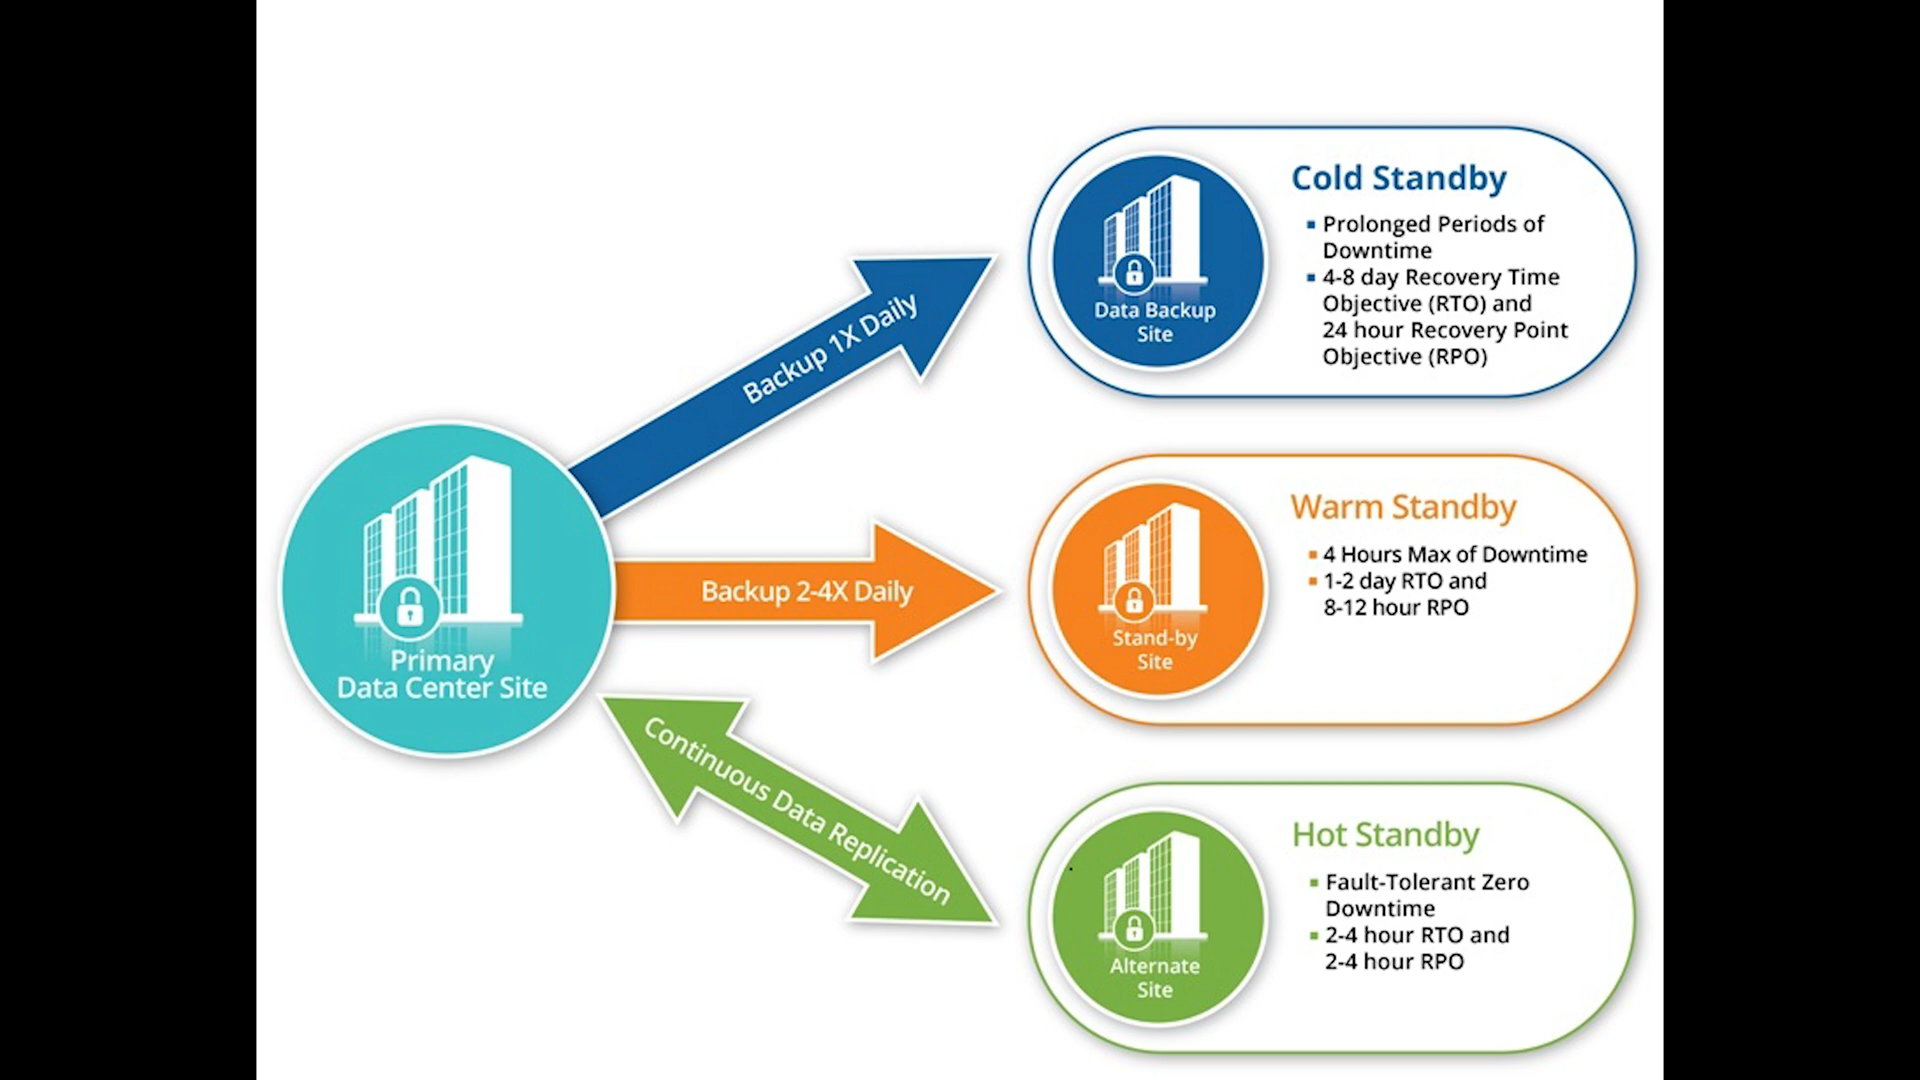 Primary
Data Center Site
Backup 1X Daily
Backup 2-4X Daily
Continuous Data Replication
Data Backup
Site
Cold Standby
Prolonged Periods of
Downtime
4-8 day Recovery Time
Objective (RTO) and
24 hour Recovery Point
Objective (RPO)
Stand-by
Site
Warm Standby
4 Hours Max of Downtime
1-2 day RTO and
8-12 hour RPO
Alternate
Site
Hot Standby
Fault-Tolerant Zero
Downtime
2-4 hour RTO and
2-4 hour RPO